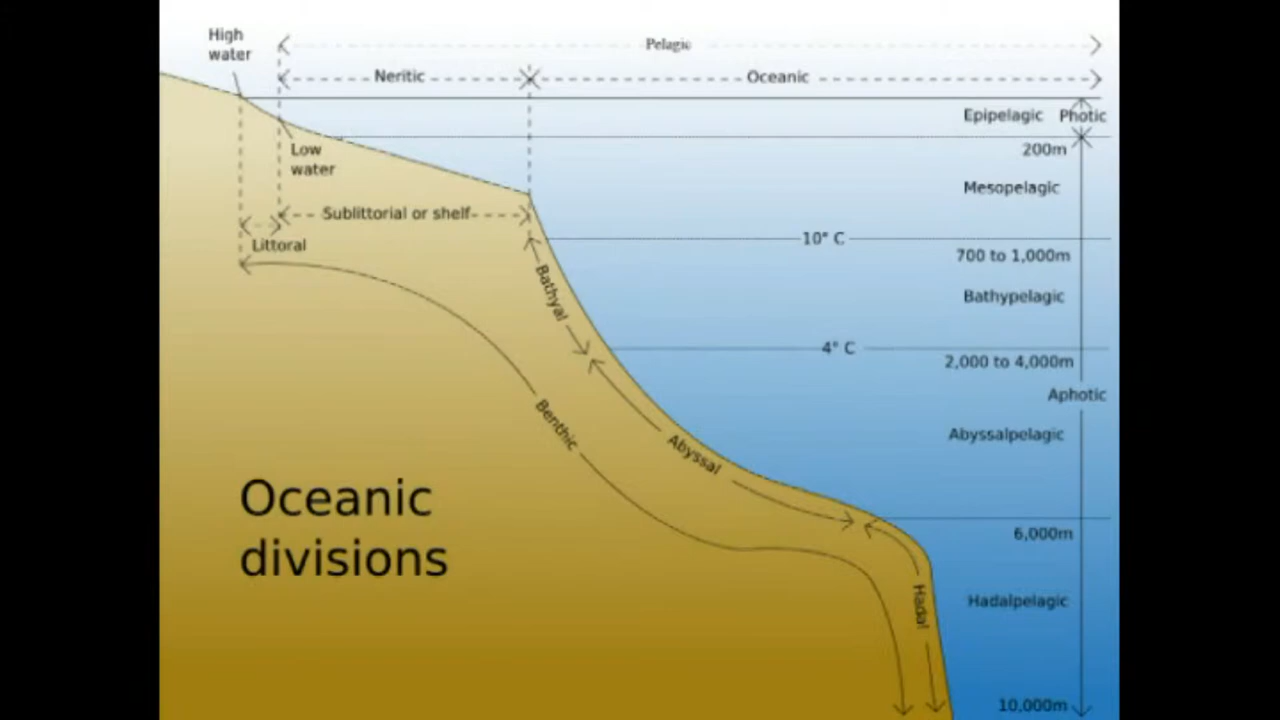 High
water
Pelagic
Neritic
Oceanic
Epipelagic
Photic
Low
water
200m
Mesopelagic
Sublittorial or shelf
Littoral
10° C
700 to 1,000m
Bathyal
Bathypelagic
4° C
2,000 to 4,000m
Aphotic
Benthic
Abyssal
Abyssalpelagic
Oceanic
divisions
6,000m
Hadal
Hadalpelagic
10,000m